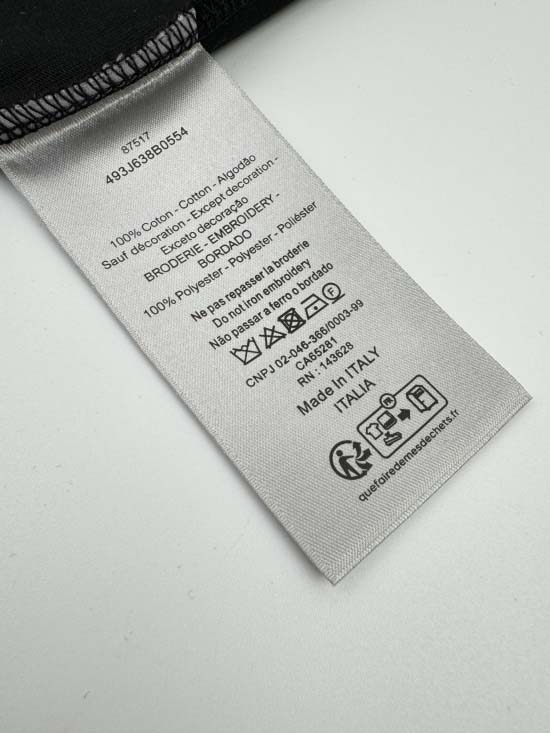 87517
493J638B0554
100% Coton - Cotton - Algodão
Sauf décoration - Except decoration -
Exceto decoração
BRODERIE - EMBROIDERY -
BORDADO
100% Polyester - Polyester - Poliéster
Ne pas repasser la broderie
Do not iron embroidery
Não passar a ferro o bordado
F
CNPJ 02-046-366/0003-99
CA65281
RN : 143628
Made In ITALY
ITALIA
FR
quefairedemesdechets.fr